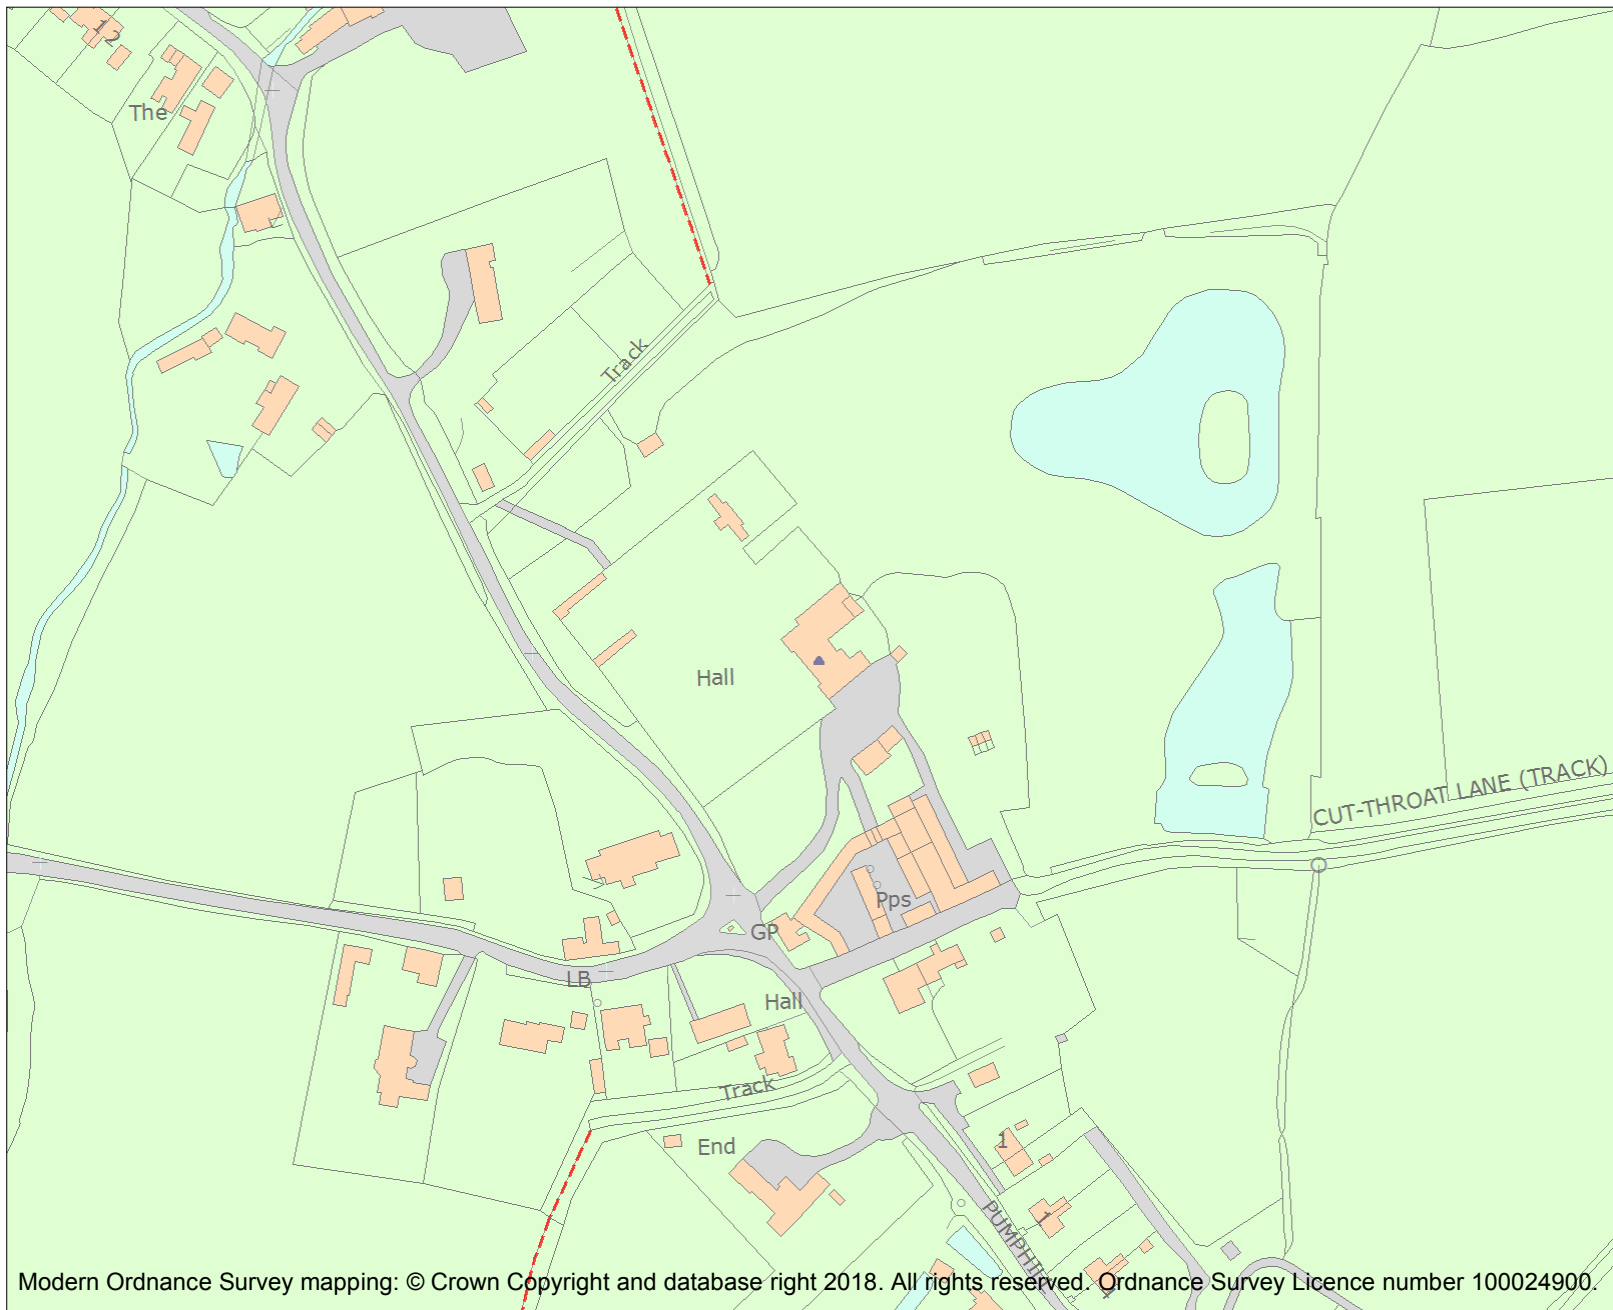 12
The
Track
Hall
CUT-THROAT LANE (TRACK)
Pps
GP
LB
Hall
Track
End
1
1
PUMPHIL
Modern Ordnance Survey mapping: © Crown Copyright and database right 2018. All rights reserved. Ordnance Survey Licence number 100024900.